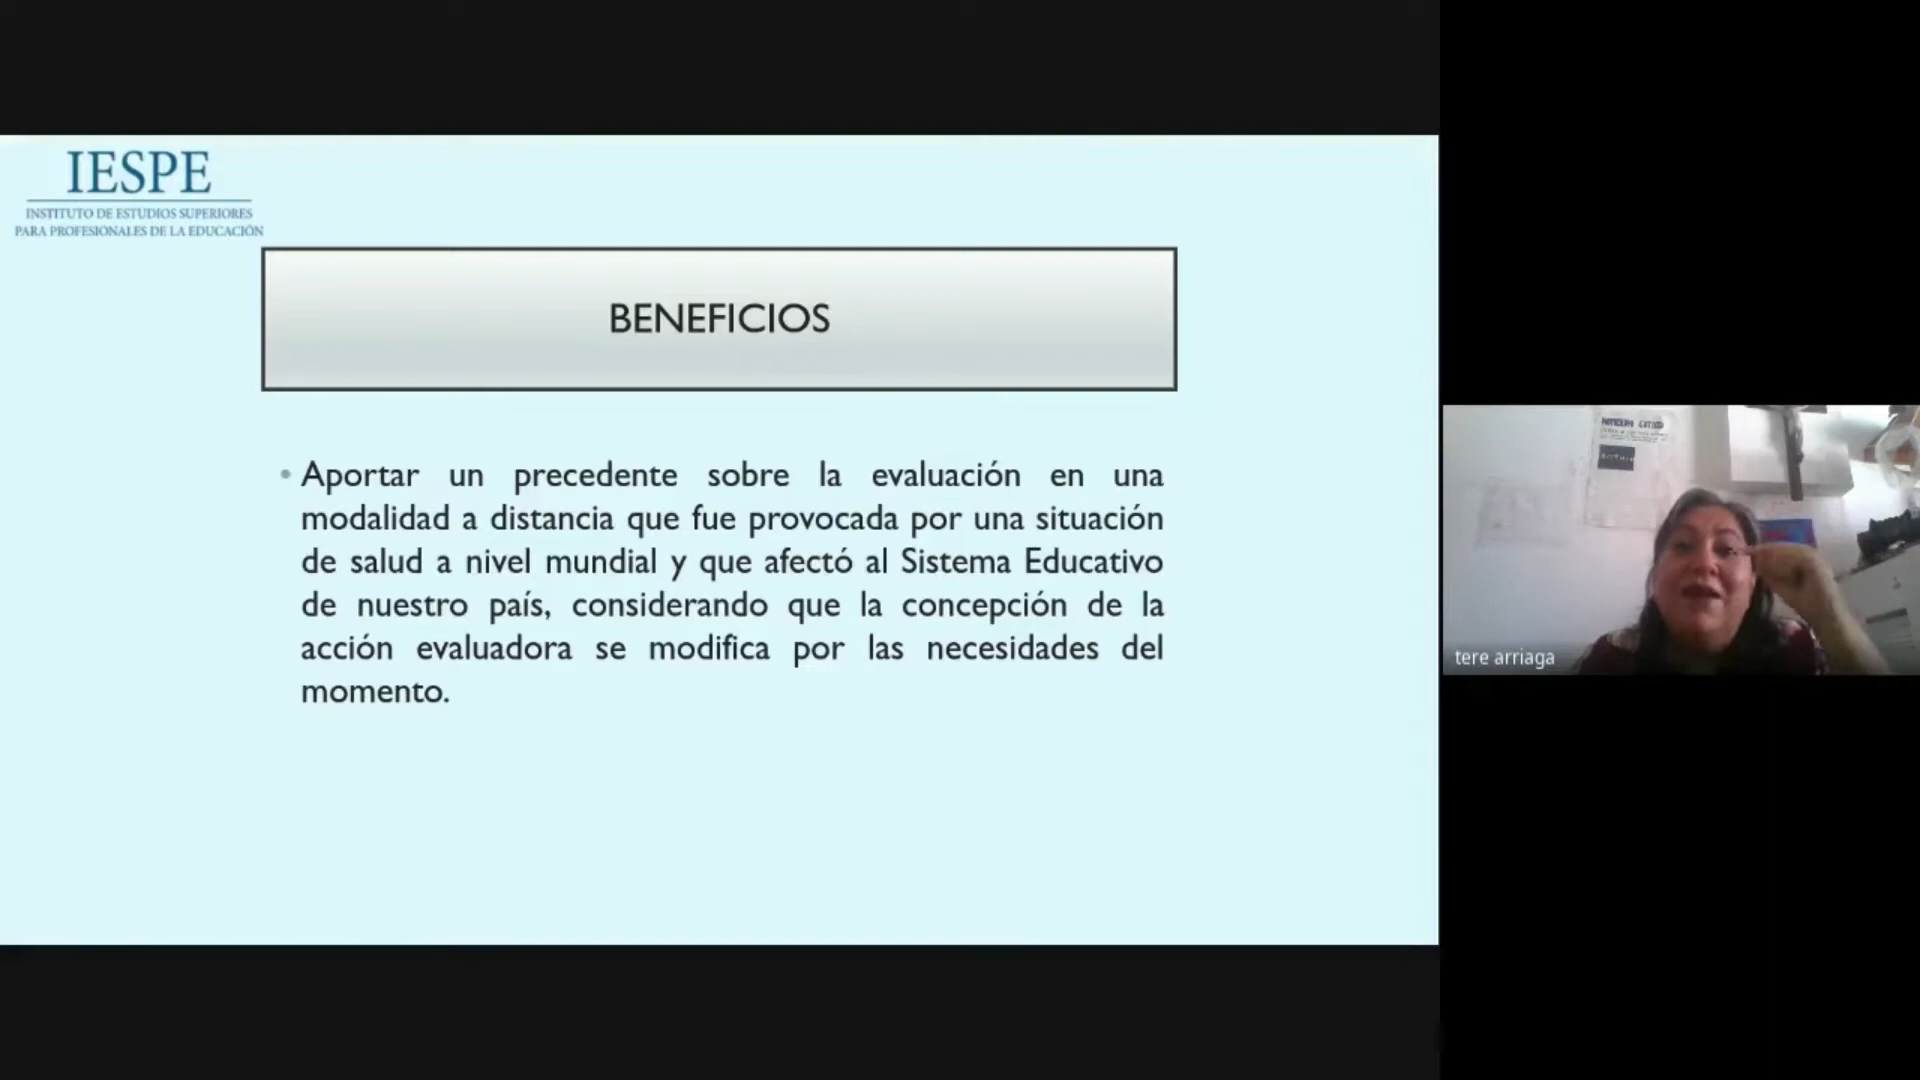 IESPE
INSTITUTO DE ESTUDIOS SUPERIORES
PARA PROFESIONALES DE LA EDUCACIÓN
BENEFICIOS
• Aportar un precedente sobre la evaluación en una
modalidad a distancia que fue provocada por una situación
de salud a nivel mundial y que afectó al Sistema Educativo
de nuestro país, considerando que la concepción de la
acción evaluadora se modifica por las necesidades del
momento.
tere arriaga